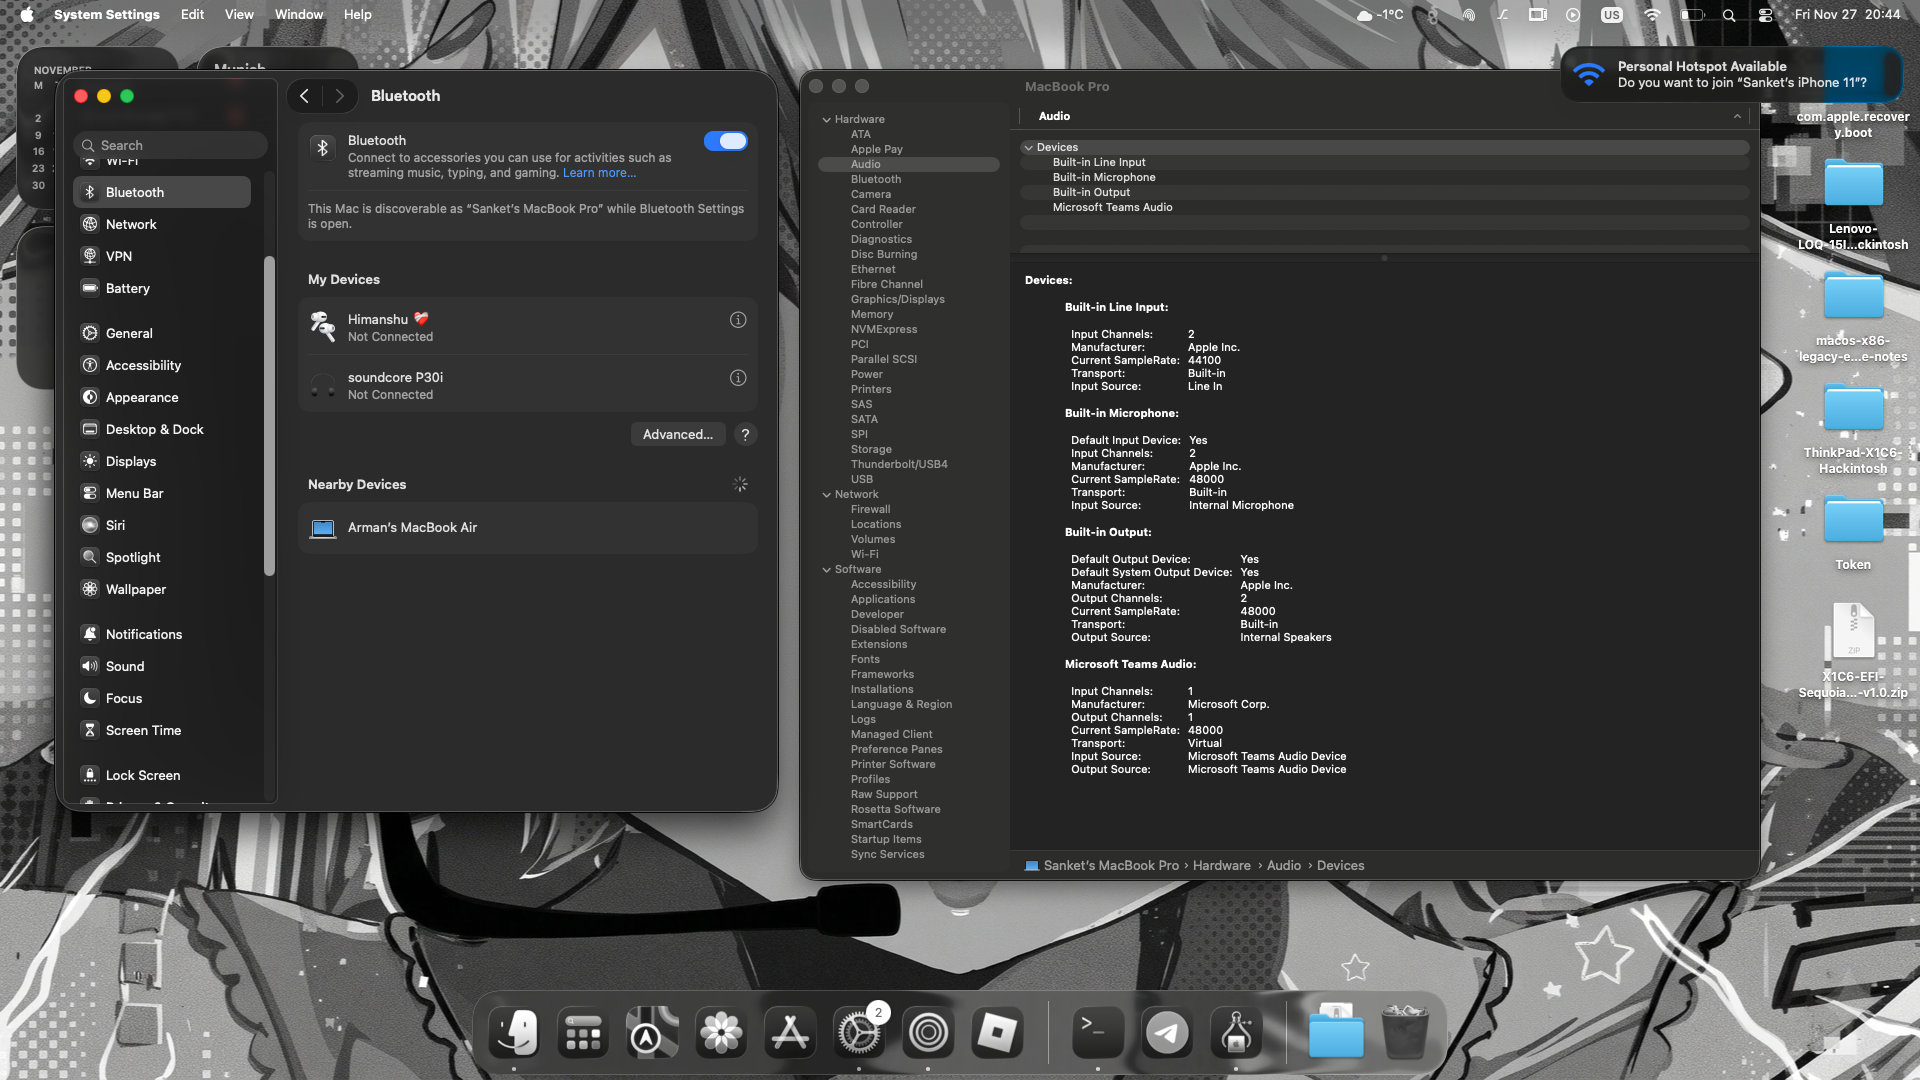 System Settings Edit View Window Help
-1°C US Fri Nov 27 20:44
NOVEMBER
M
2
9
16
23
30
Munich
Search
Wi-Fi
Bluetooth
Network
VPN
Battery
General
Accessibility
Appearance
Desktop & Dock
Displays
Menu Bar
Siri
Spotlight
Wallpaper
Notifications
Sound
Focus
Screen Time
Lock Screen
Bluetooth
Bluetooth
Connect to accessories you can use for activities such as
streaming music, typing, and gaming. Learn more...
This Mac is discoverable as “Sanket’s MacBook Pro” while Bluetooth Settings
is open.
My Devices
Himanshu ❤️‍🩹
Not Connected
soundcore P30i
Not Connected
Advanced... ?
Nearby Devices
Arman’s MacBook Air
MacBook Pro
Hardware
ATA
Apple Pay
Audio
Bluetooth
Camera
Card Reader
Controller
Diagnostics
Disc Burning
Ethernet
Fibre Channel
Graphics/Displays
Memory
NVMExpress
PCI
Parallel SCSI
Power
Printers
SAS
SATA
SPI
Storage
Thunderbolt/USB4
USB
Network
Firewall
Locations
Volumes
Wi-Fi
Software
Accessibility
Applications
Developer
Disabled Software
Extensions
Fonts
Frameworks
Installations
Language & Region
Logs
Managed Client
Preference Panes
Printer Software
Profiles
Raw Support
Rosetta Software
SmartCards
Startup Items
Sync Services
Audio
Devices
Built-in Line Input
Built-in Microphone
Built-in Output
Microsoft Teams Audio
Devices:
Built-in Line Input:
Input Channels: 2
Manufacturer: Apple Inc.
Current SampleRate: 44100
Transport: Built-in
Input Source: Line In
Built-in Microphone:
Default Input Device: Yes
Input Channels: 2
Manufacturer: Apple Inc.
Current SampleRate: 48000
Transport: Built-in
Input Source: Internal Microphone
Built-in Output:
Default Output Device: Yes
Default System Output Device: Yes
Manufacturer: Apple Inc.
Output Channels: 2
Current SampleRate: 48000
Transport: Built-in
Output Source: Internal Speakers
Microsoft Teams Audio:
Input Channels: 1
Manufacturer: Microsoft Corp.
Output Channels: 1
Current SampleRate: 48000
Transport: Virtual
Input Source: Microsoft Teams Audio Device
Output Source: Microsoft Teams Audio Device
Sanket’s MacBook Pro › Hardware › Audio › Devices
Personal Hotspot Available
Do you want to join “Sanket’s iPhone 11”?
com.apple.recover
y.boot
Lenovo-
LOQ-15I...ckintosh
macos-x86-
legacy-e...e-notes
ThinkPad-X1C6-
Hackintosh
Token
ZIP
X1C6-EFI-
Sequoia...-v1.0.zip
2